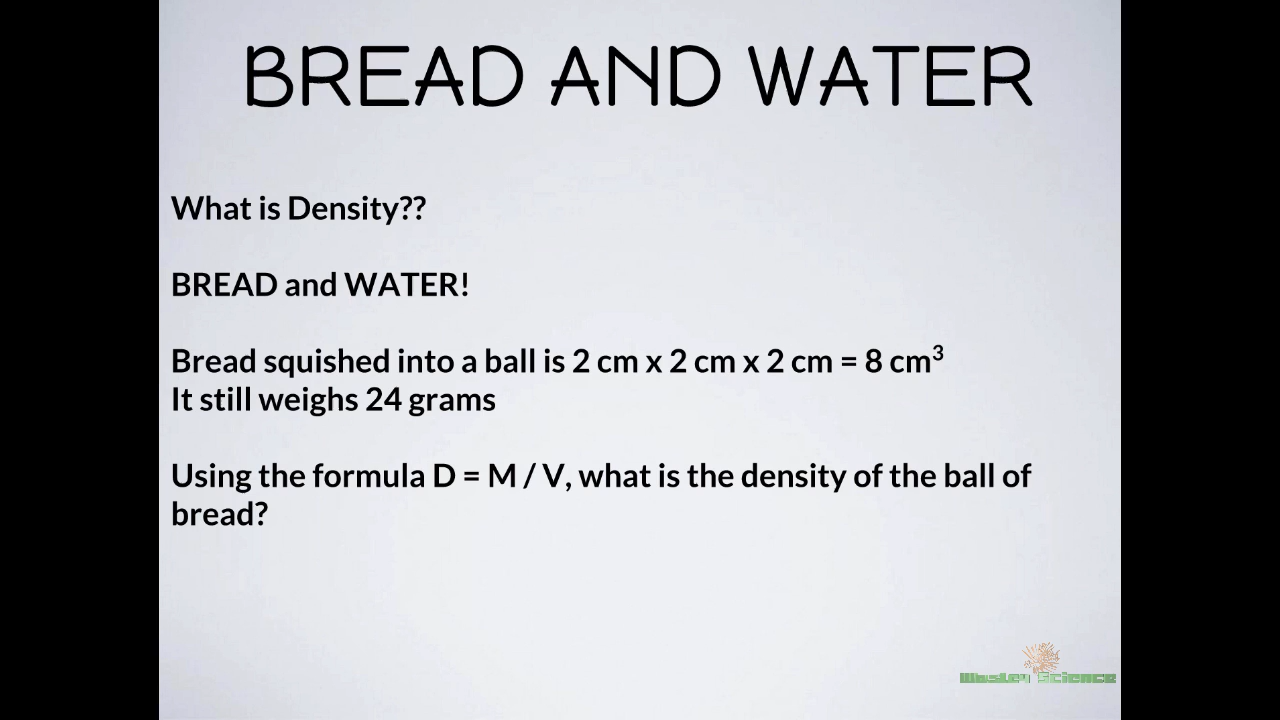 BREAD AND WATER
What is Density??
BREAD and WATER!
Bread squished into a ball is 2 cm x 2 cm x 2 cm = 8 cm³
It still weighs 24 grams
Using the formula D = M / V, what is the density of the ball of
bread?
Science